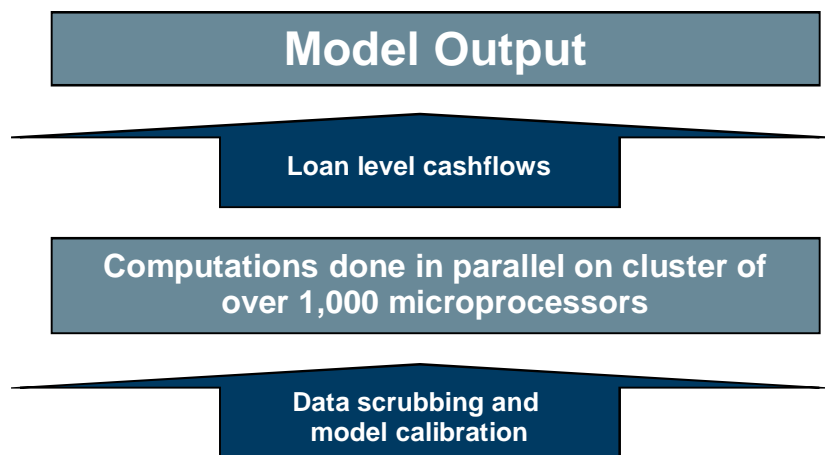 Model Output
Loan level cashflows
Computations done in parallel on cluster of
over 1,000 microprocessors
Data scrubbing and
model calibration